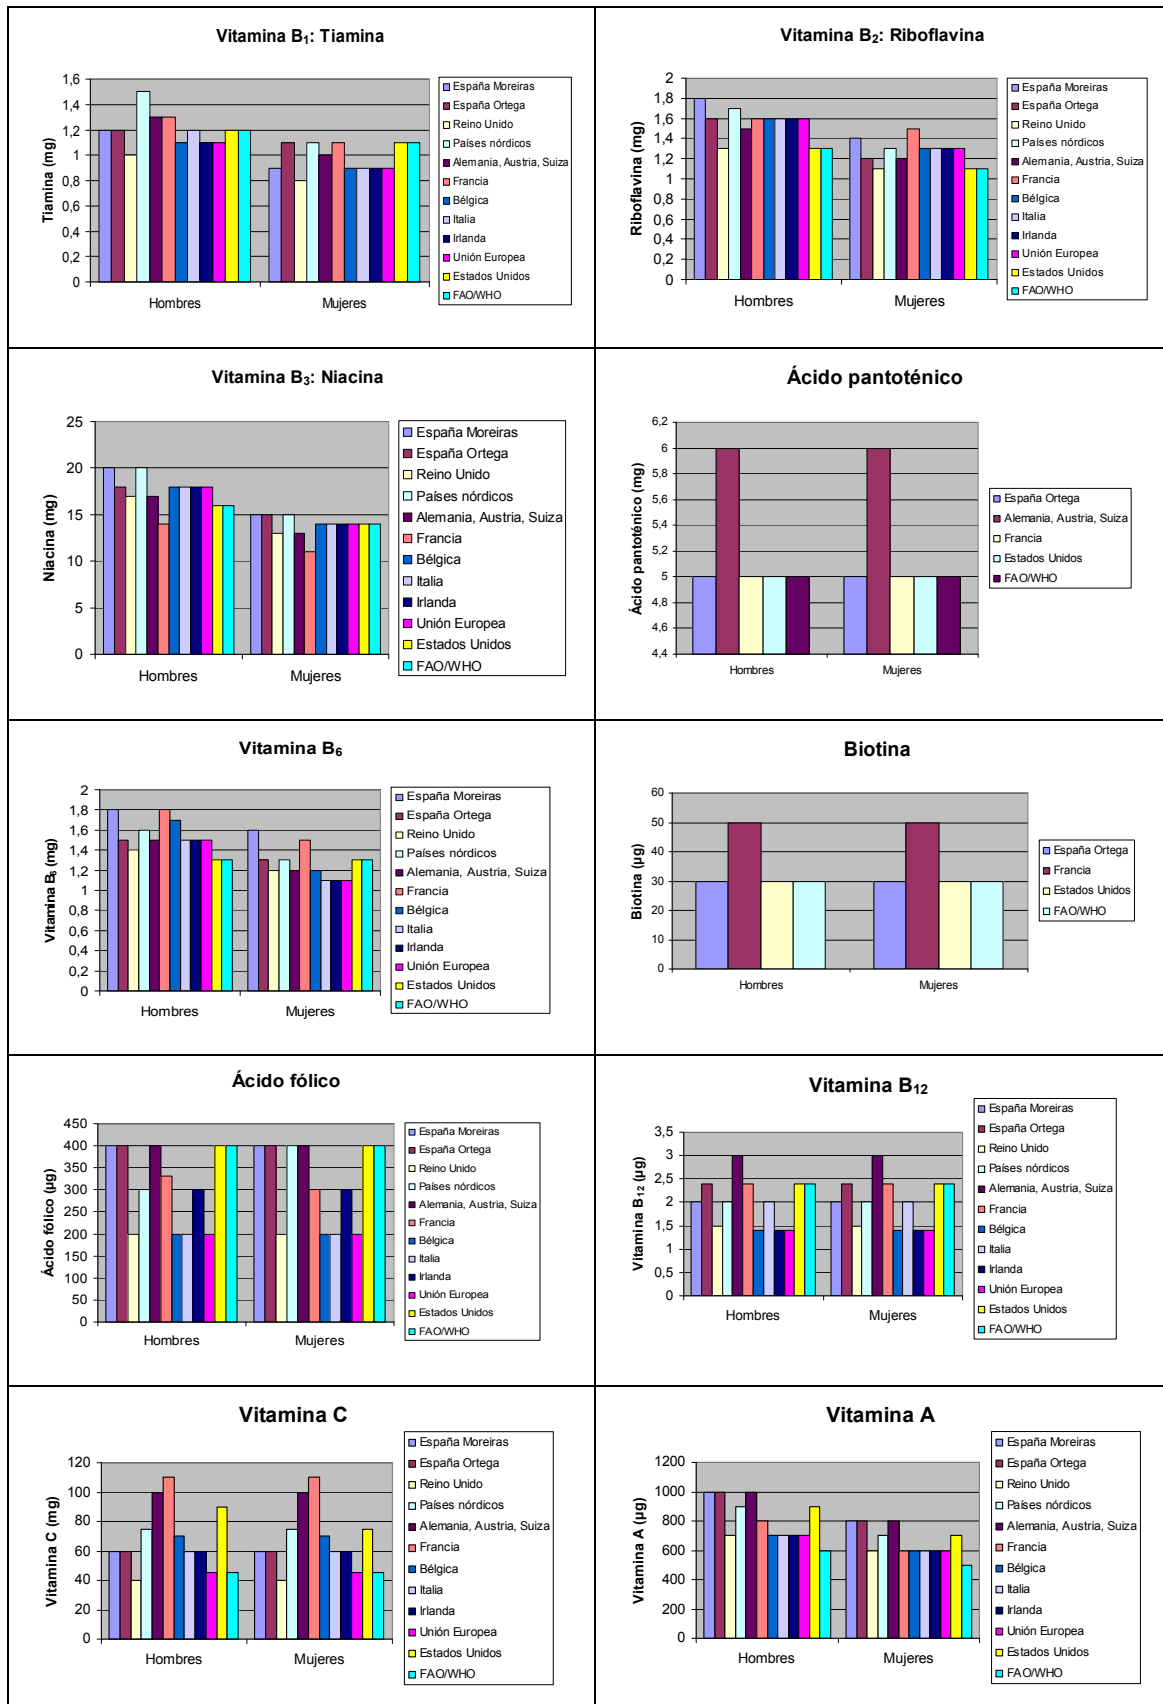 Vitamina B₁: Tiamina
Tiamina (mg)
1,6
1,4
1,2
1
0,8
0,6
0,4
0,2
0
Hombres
Mujeres
España Moreiras
España Ortega
Reino Unido
Países nórdicos
Alemania, Austria, Suiza
Francia
Bélgica
Italia
Irlanda
Unión Europea
Estados Unidos
FAO/WHO
Vitamina B₂: Riboflavina
Riboflavina (mg)
2
1,8
1,6
1,4
1,2
1
0,8
0,6
0,4
0,2
0
Hombres
Mujeres
España Moreiras
España Ortega
Reino Unido
Países nórdicos
Alemania, Austria, Suiza
Francia
Bélgica
Italia
Irlanda
Unión Europea
Estados Unidos
FAO/WHO
Vitamina B₃: Niacina
Niacina (mg)
25
20
15
10
5
0
Hombres
Mujeres
España Moreiras
España Ortega
Reino Unido
Países nórdicos
Alemania, Austria, Suiza
Francia
Bélgica
Italia
Irlanda
Unión Europea
Estados Unidos
FAO/WHO
Ácido pantoténico
Ácido pantoténico (mg)
6,2
6
5,8
5,6
5,4
5,2
5
4,8
4,6
4,4
Hombres
Mujeres
España Ortega
Alemania, Austria, Suiza
Francia
Estados Unidos
FAO/WHO
Vitamina B₆
Vitamina B₆ (mg)
2
1,8
1,6
1,4
1,2
1
0,8
0,6
0,4
0,2
0
Hombres
Mujeres
España Moreiras
España Ortega
Reino Unido
Países nórdicos
Alemania, Austria, Suiza
Francia
Bélgica
Italia
Irlanda
Unión Europea
Estados Unidos
FAO/WHO
Biotina
Biotina (µg)
60
50
40
30
20
10
0
Hombres
Mujeres
España Ortega
Francia
Estados Unidos
FAO/WHO
Ácido fólico
Ácido fólico (µg)
450
400
350
300
250
200
150
100
50
0
Hombres
Mujeres
España Moreiras
España Ortega
Reino Unido
Países nórdicos
Alemania, Austria, Suiza
Francia
Bélgica
Italia
Irlanda
Unión Europea
Estados Unidos
FAO/WHO
Vitamina B₁₂
Vitamina B₁₂ (µg)
3,5
3
2,5
2
1,5
1
0,5
0
Hombres
Mujeres
España Moreiras
España Ortega
Reino Unido
Países nórdicos
Alemania, Austria, Suiza
Francia
Bélgica
Italia
Irlanda
Unión Europea
Estados Unidos
FAO/WHO
Vitamina C
Vitamina C (mg)
120
100
80
60
40
20
0
Hombres
Mujeres
España Moreiras
España Ortega
Reino Unido
Países nórdicos
Alemania, Austria, Suiza
Francia
Bélgica
Italia
Irlanda
Unión Europea
Estados Unidos
FAO/WHO
Vitamina A
Vitamina A (µg)
1200
1000
800
600
400
200
0
Hombres
Mujeres
España Moreiras
España Ortega
Reino Unido
Países nórdicos
Alemania, Austria, Suiza
Francia
Bélgica
Italia
Irlanda
Unión Europea
Estados Unidos
FAO/WHO